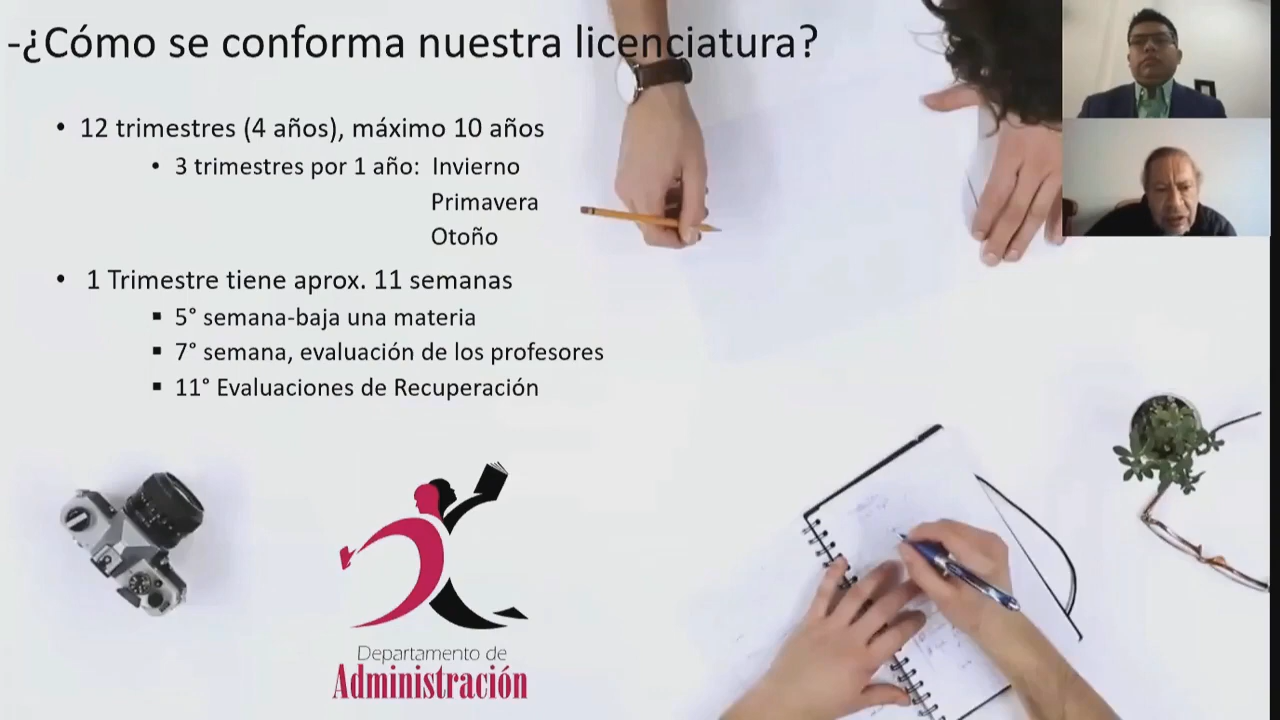 -¿Cómo se conforma nuestra licenciatura?
• 12 trimestres (4 años), máximo 10 años
• 3 trimestres por 1 año: Invierno
Primavera
Otoño
• 1 Trimestre tiene aprox. 11 semanas
▪ 5° semana-baja una materia
▪ 7° semana, evaluación de los profesores
▪ 11° Evaluaciones de Recuperación
Departamento de
Administración